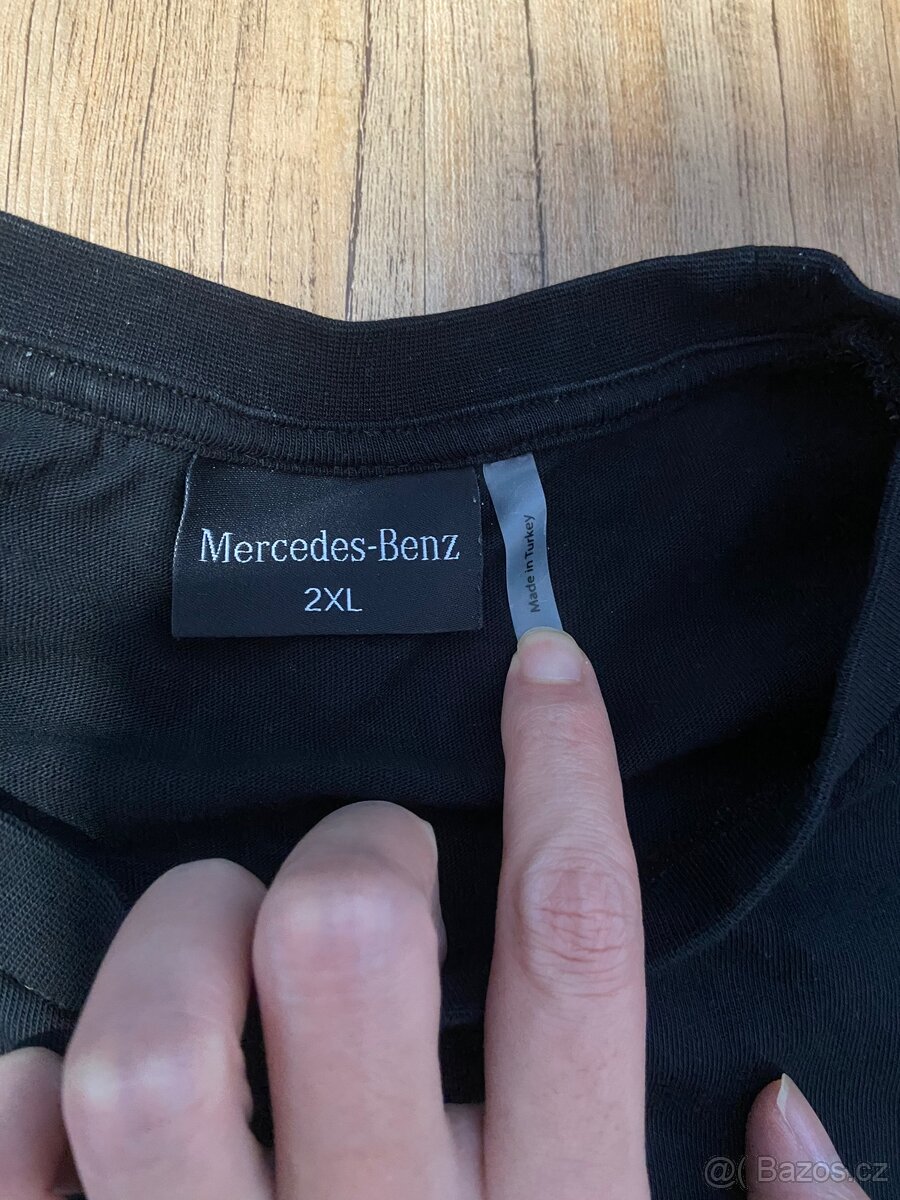 Mercedes-Benz
2XL
Made in Turkey
@( Bazos.cz